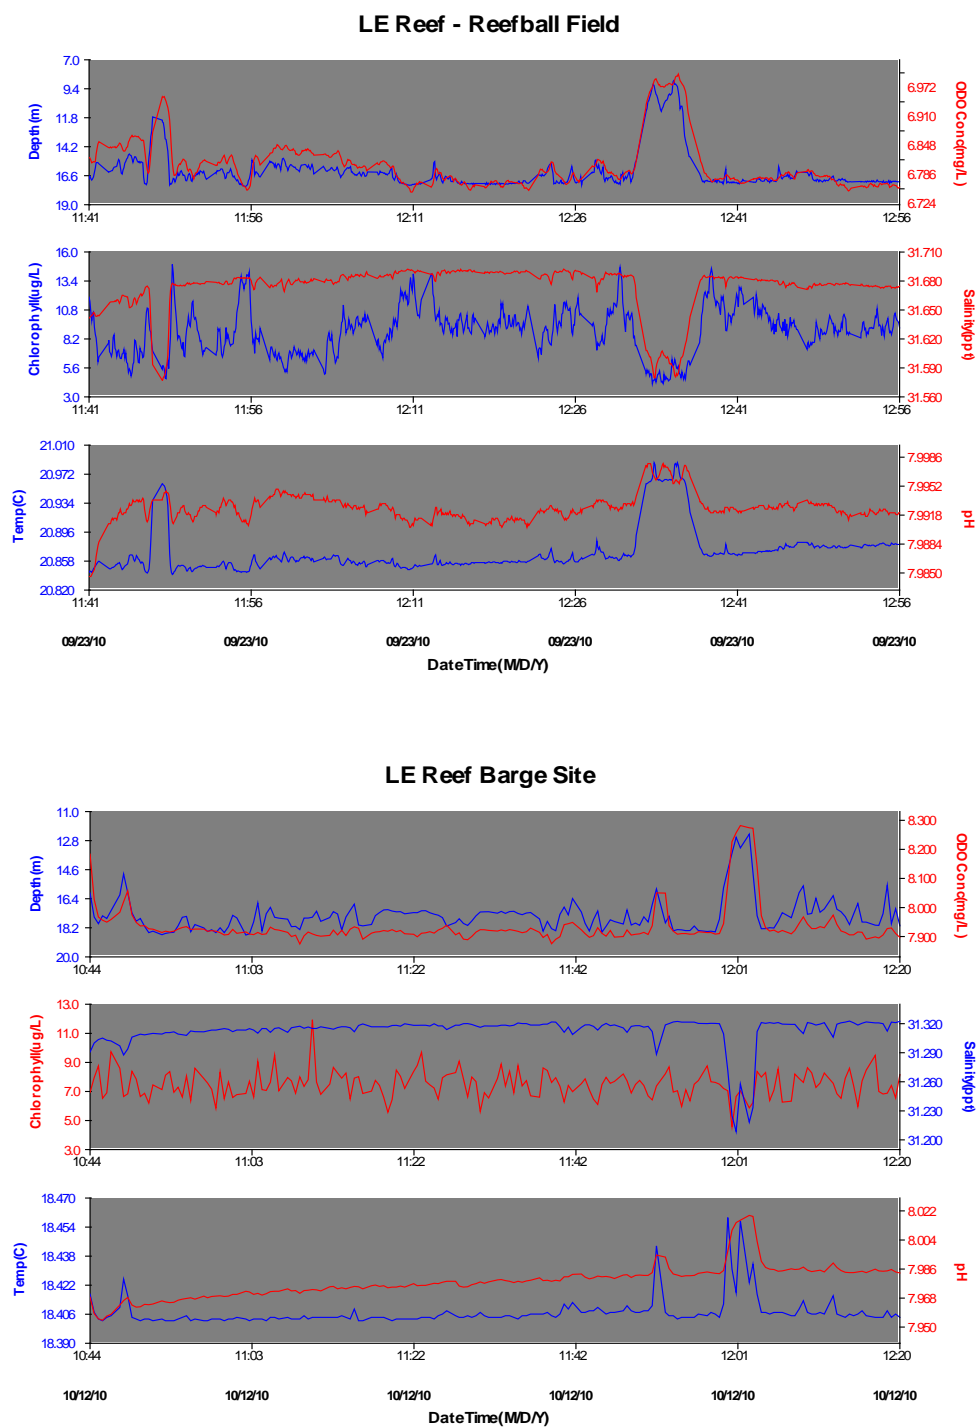 LE Reef - Reefball Field
7.0
9.4
11.8
14.2
16.6
19.0
Depth(m)
6.972
6.910
6.848
6.786
6.724
ODO Conc(mg/L)
11:41 11:56 12:11 12:26 12:41 12:56
16.0
13.4
10.8
8.2
5.6
3.0
Chlorophyll(ug/L)
31.710
31.680
31.650
31.620
31.590
31.560
Salinity(ppt)
11:41 11:56 12:11 12:26 12:41 12:56
21.010
20.972
20.934
20.896
20.858
20.820
Temp(C)
7.9986
7.9952
7.9918
7.9884
7.9850
pH
11:41 11:56 12:11 12:26 12:41 12:56
09/23/10 09/23/10 09/23/10 09/23/10 09/23/10 09/23/10
DateTime(M/D/Y)
LE Reef Barge Site
11.0
12.8
14.6
16.4
18.2
20.0
Depth(m)
8.300
8.200
8.100
8.000
7.900
ODO Conc(mg/L)
10:44 11:03 11:22 11:42 12:01 12:20
13.0
11.0
9.0
7.0
5.0
3.0
Chlorophyll(ug/L)
31.320
31.290
31.260
31.230
31.200
Salinity(ppt)
10:44 11:03 11:22 11:42 12:01 12:20
18.470
18.454
18.438
18.422
18.406
18.390
Temp(C)
8.022
8.004
7.986
7.968
7.950
pH
10:44 11:03 11:22 11:42 12:01 12:20
10/12/10 10/12/10 10/12/10 10/12/10 10/12/10 10/12/10
DateTime(M/D/Y)